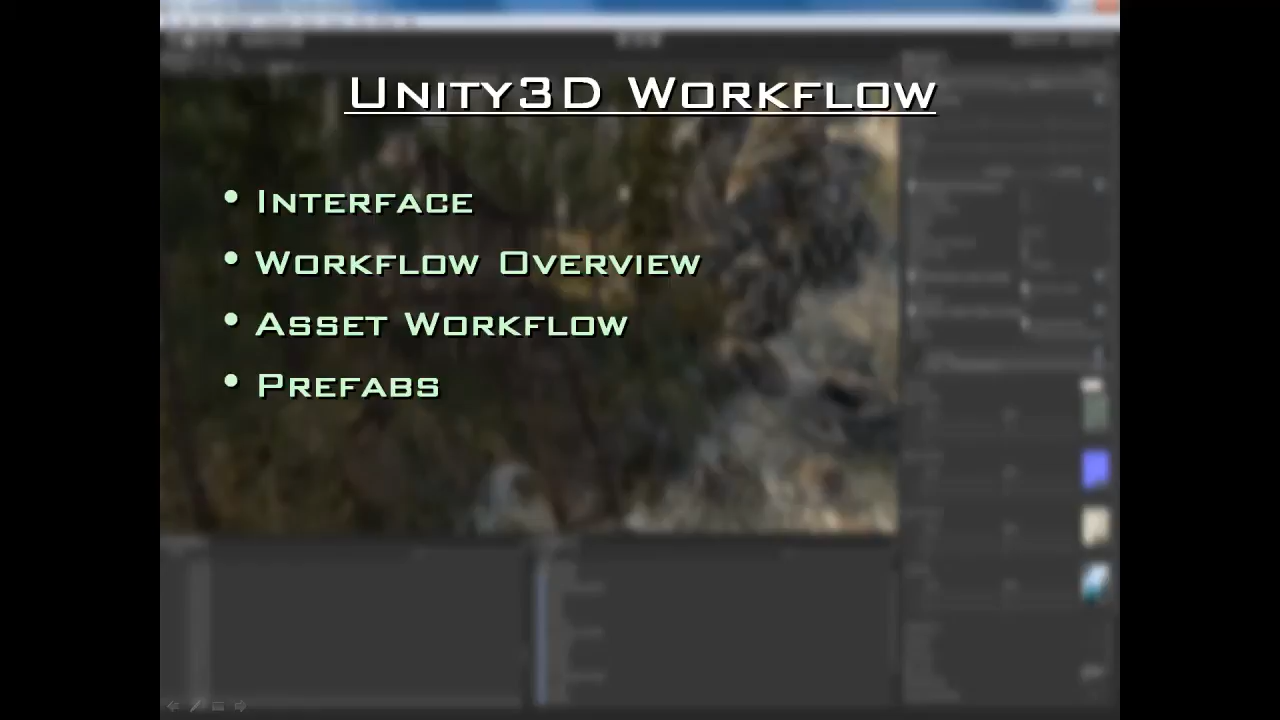 Unity3D Workflow
• Interface
• Workflow Overview
• Asset Workflow
• Prefabs